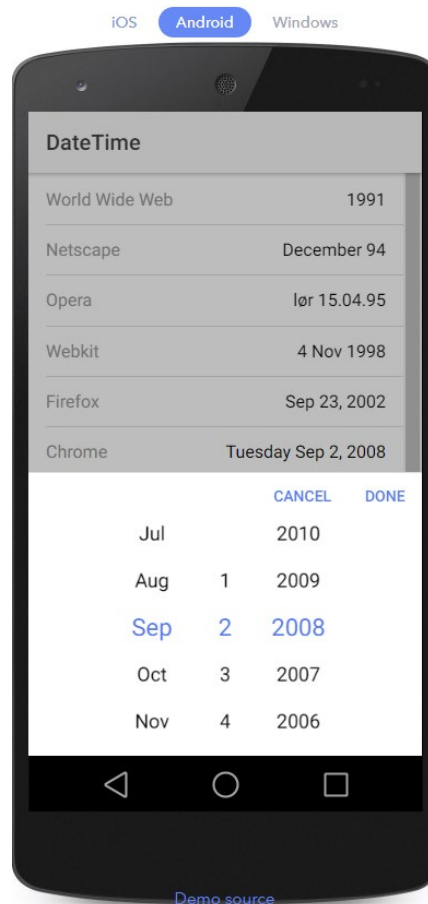 iOS Android Windows
DateTime
World Wide Web 1991
Netscape December 94
Opera lør 15.04.95
Webkit 4 Nov 1998
Firefox Sep 23, 2002
Chrome Tuesday Sep 2, 2008
CANCEL DONE
Jul 2010
Aug 1 2009
Sep 2 2008
Oct 3 2007
Nov 4 2006
Demo source